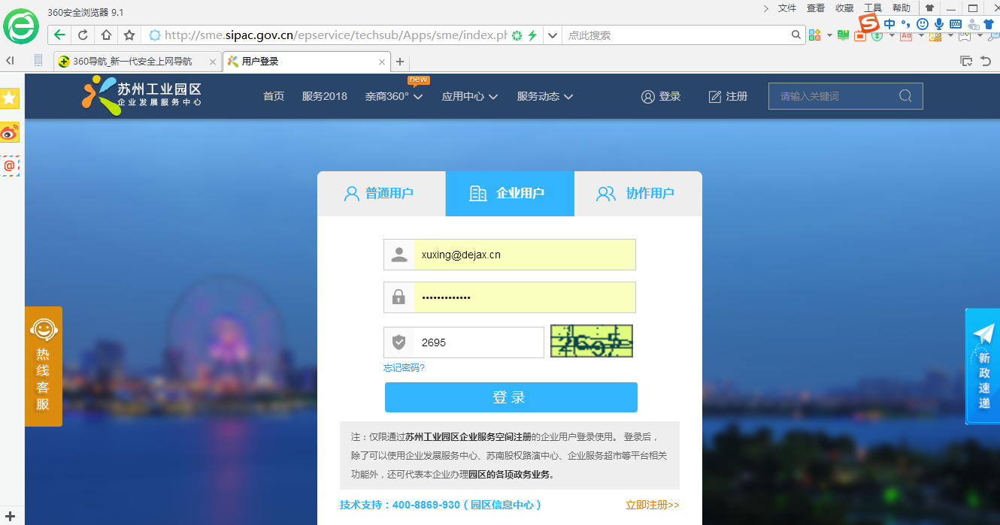 360安全浏览器 9.1
文件 查看 收藏 工具 帮助
http://sme.sipac.gov.cn/epservice/techsub/Apps/sme/index.ph
点此搜索
中
360导航_新一代安全上网导航
用户登录
苏州工业园区
企业发展服务中心
首页 服务2018 亲商360° new 应用中心 服务动态
登录 注册 请输入关键词
普通用户 企业用户 协作用户
xuxing@dejax.cn
•••••••••••••
2695
2695
忘记密码?
登 录
注：仅限通过苏州工业园区企业服务空间注册的企业用户登录使用。 登录后，
除了可以使用企业发展服务中心、苏南股权路演中心、企业服务超市等平台相关
功能外，还可代表本企业办理园区的各项政务业务。
技术支持：400-8869-930（园区信息中心）
立即注册>>
热线客服
新政速递